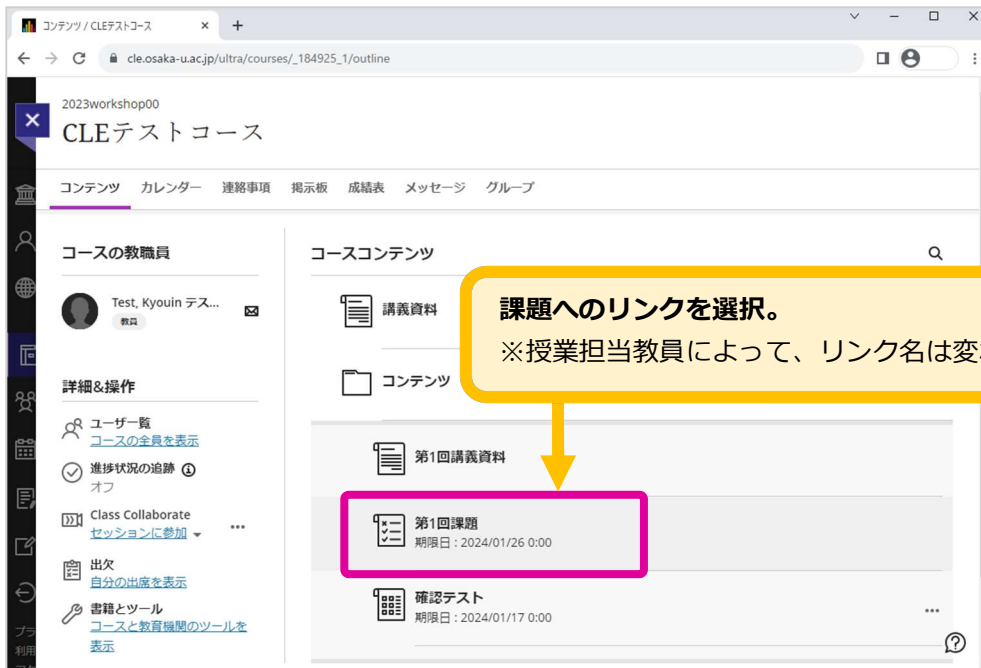 コンテンツ / CLEテストコース
cle.osaka-u.ac.jp/ultra/courses/_184925_1/outline
2023workshop00
CLEテストコース
コンテンツ カレンダー 連絡事項 掲示板 成績表 メッセージ グループ
コースの教職員
Test, Kyouin テス...
教員
詳細&操作
ユーザ一覧
コースの全員を表示
進捗状況の追跡
オフ
Class Collaborate
セッションに参加
出欠
自分の出席を表示
書籍とツール
コースと教育機関のツールを
表示
コースコンテンツ
講義資料
課題へのリンクを選択。
※授業担当教員によって、リンク名は変
コンテンツ
第1回講義資料
第1回課題
期限日 : 2024/01/26 0:00
確認テスト
期限日 : 2024/01/17 0:00
プラ
利用